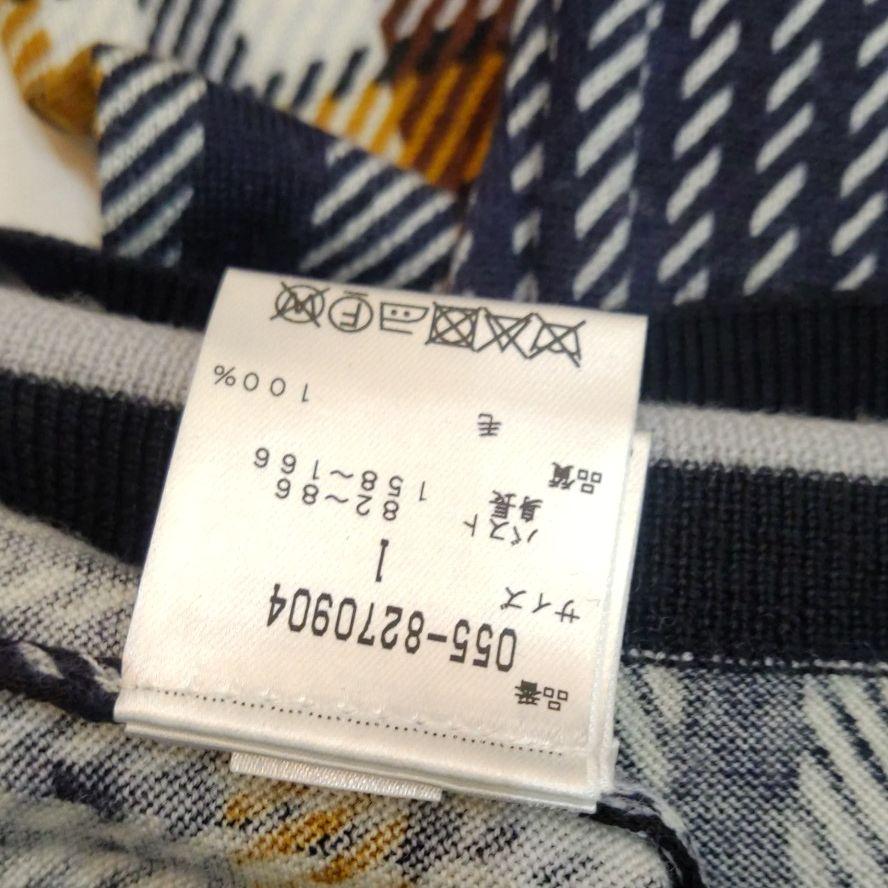 品番
055-8270904
サイズ 1
バスト 82~86
身長 158~166
品質
毛 100%